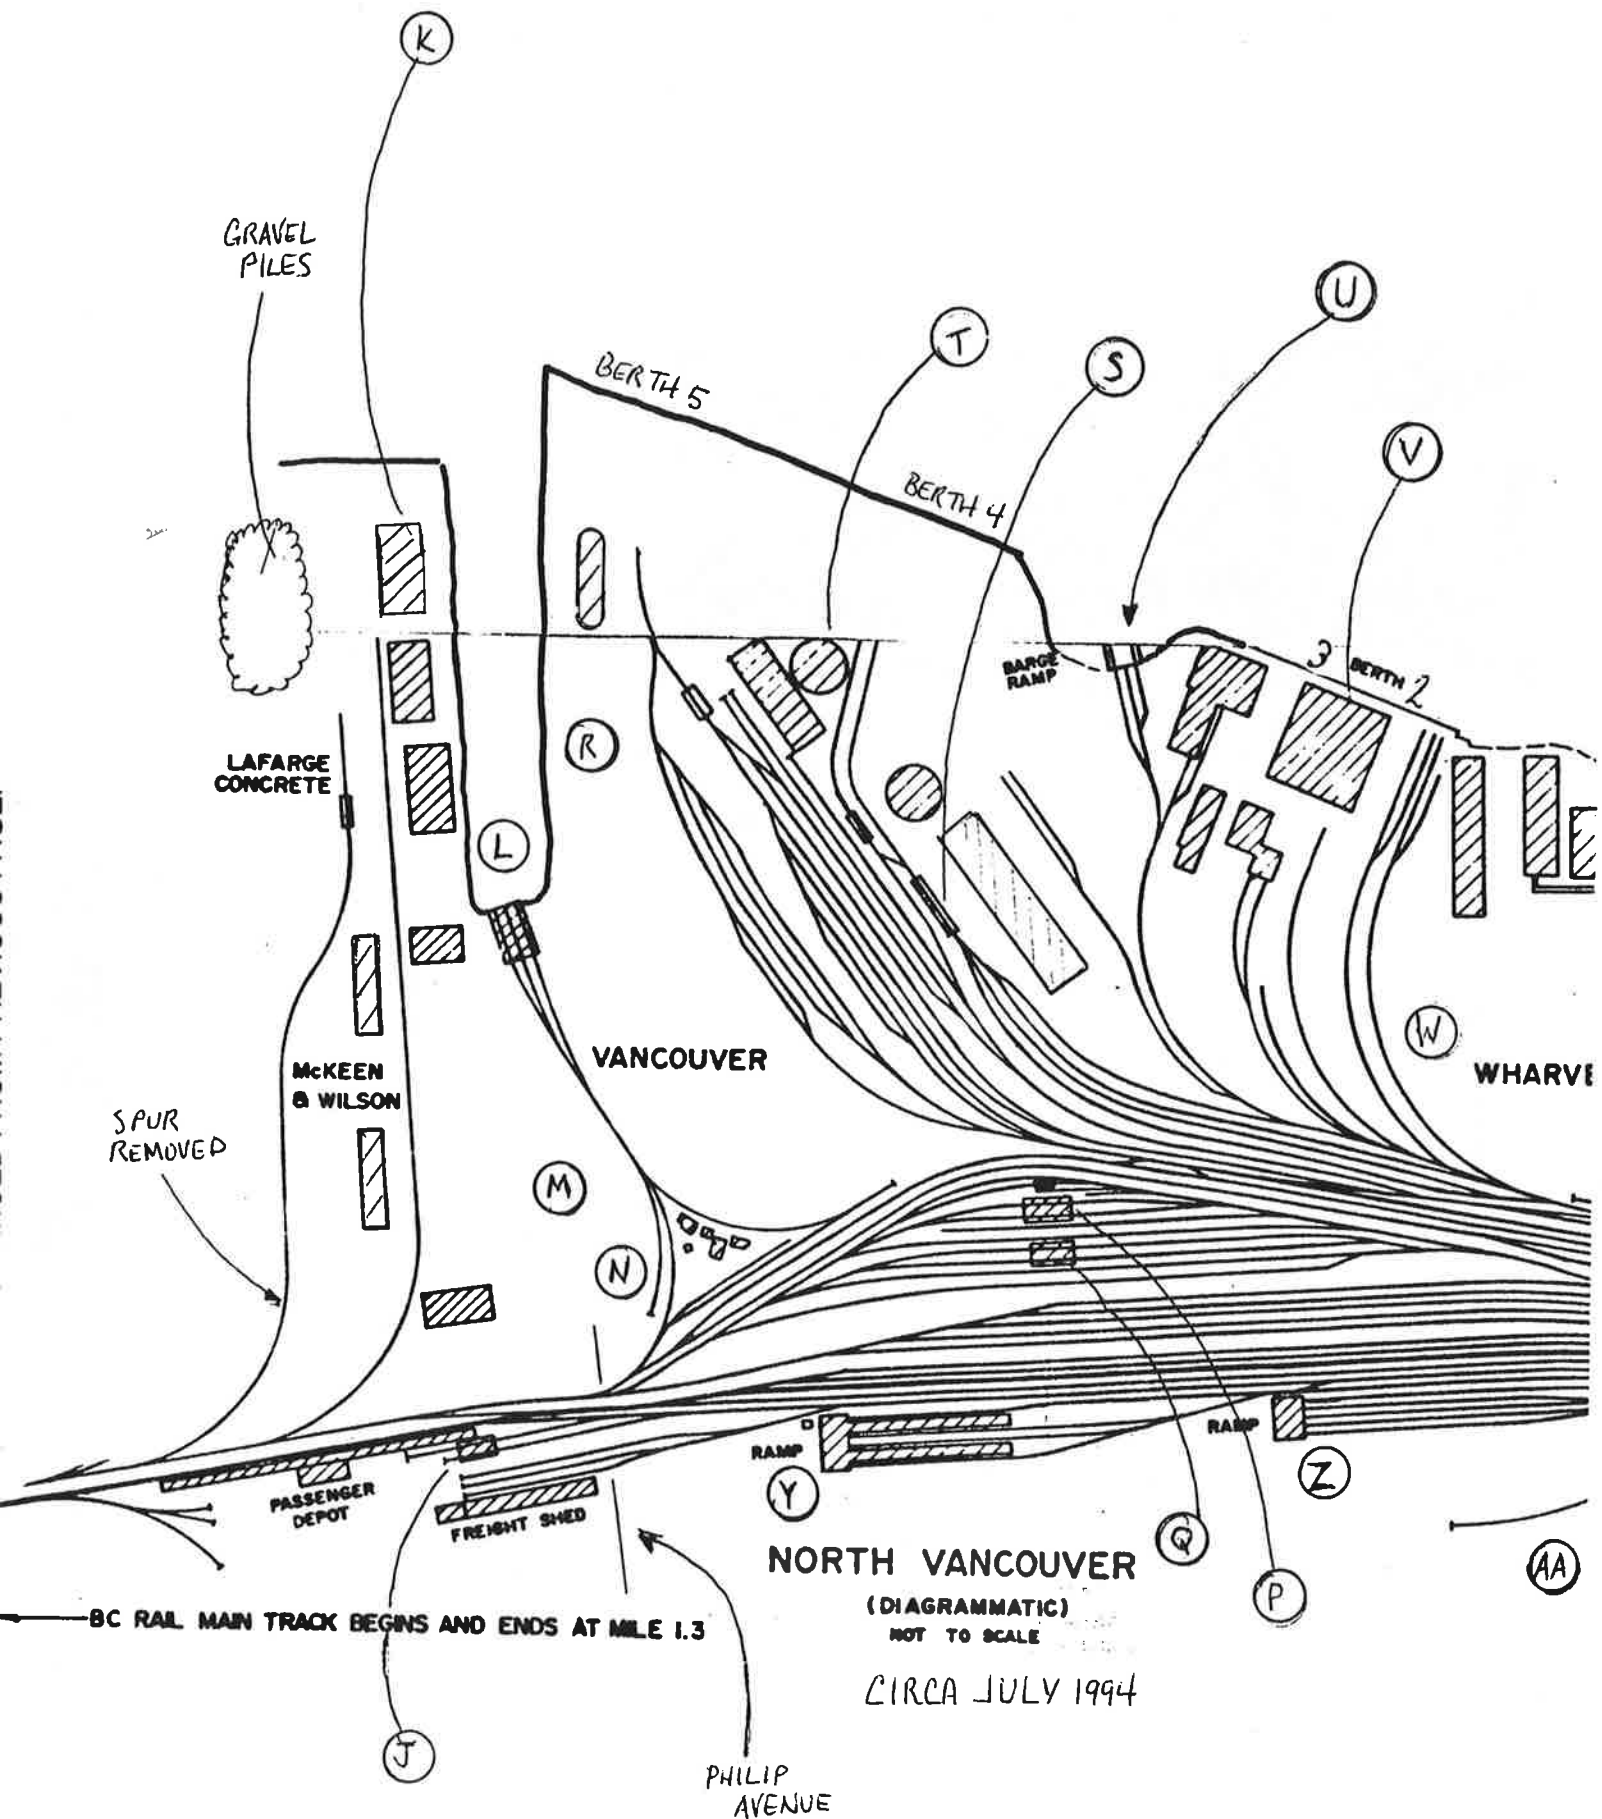 K
GRAVEL
PILES
U
T
S
BERTH 5
V
BERTH 4
BARGE
RAMP
3 BERTH 2
R
LAFARGE
CONCRETE
L
W
VANCOUVER
WHARVE
McKEEN
& WILSON
SPUR
REMOVED
M
N
RAMP
RAMP
Z
Y
PASSENGER
DEPOT
FREIGHT SHED
Q
NORTH VANCOUVER
AA
P
(DIAGRAMMATIC)
NOT TO SCALE
BC RAIL MAIN TRACK BEGINS AND ENDS AT MILE 1.3
CIRCA JULY 1994
J
PHILIP
AVENUE